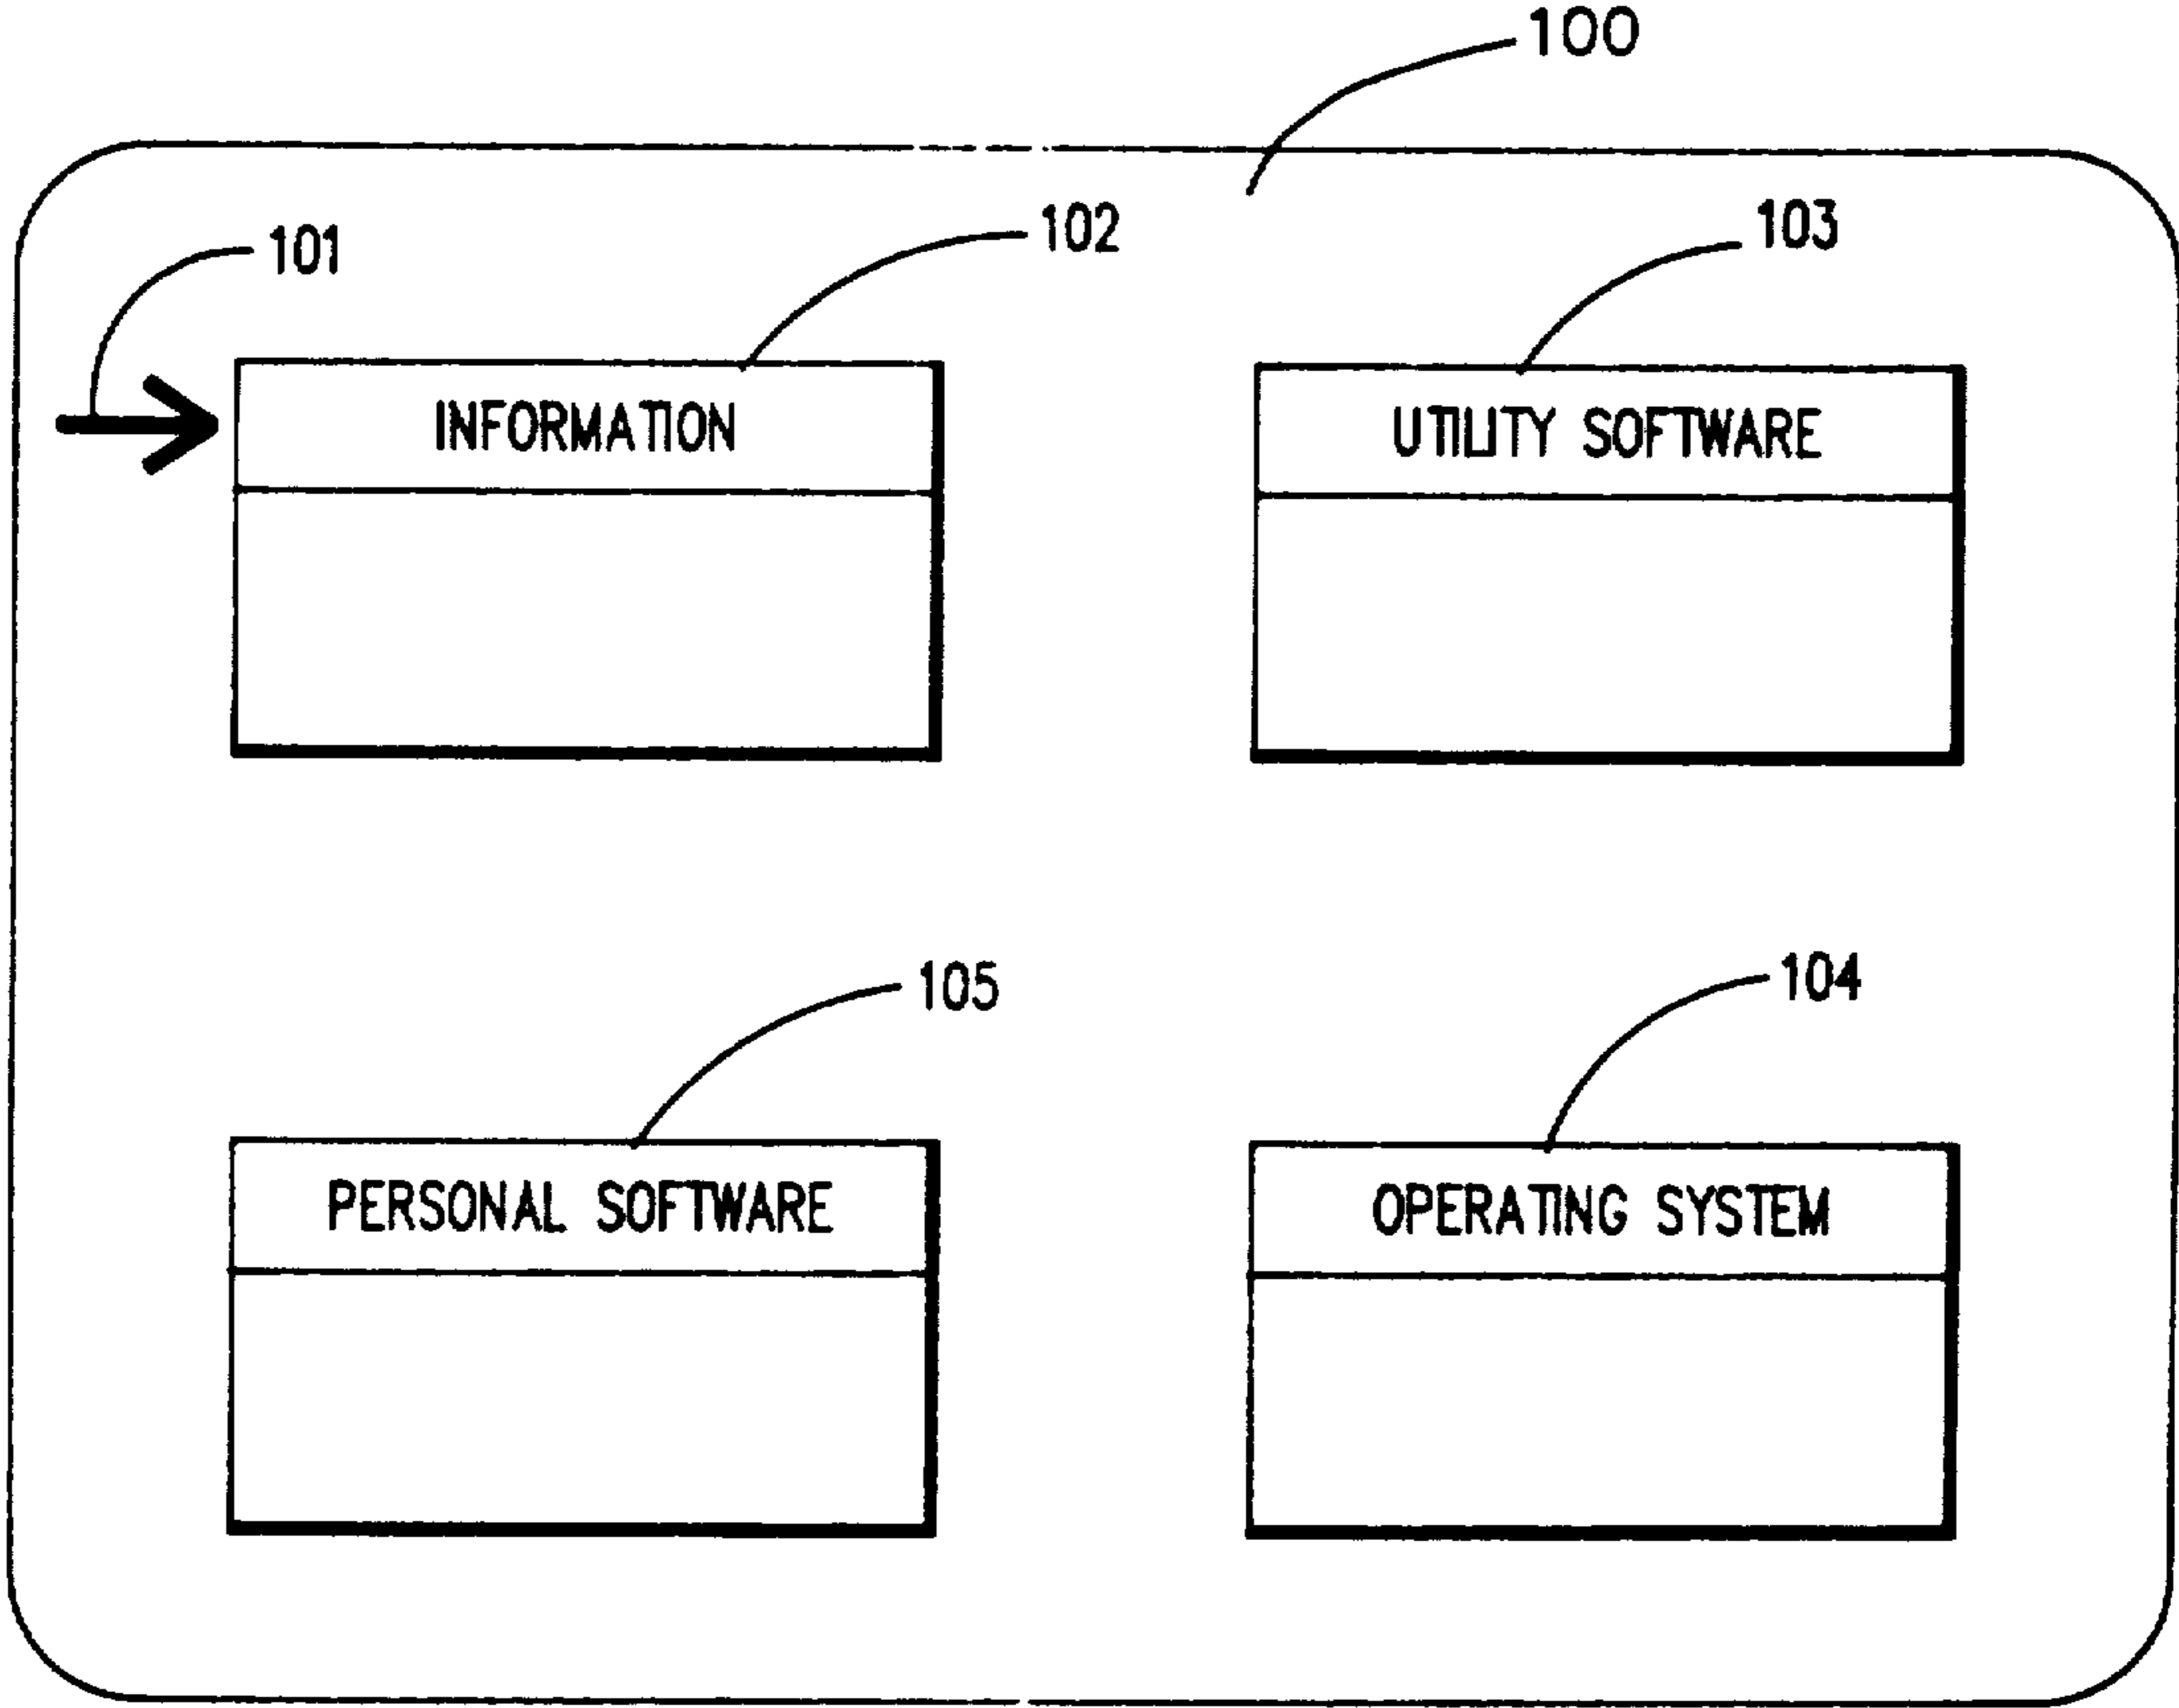 100
101
102
103
INFORMATION
UTILITY SOFTWARE
105
104
PERSONAL SOFTWARE
OPERATING SYSTEM